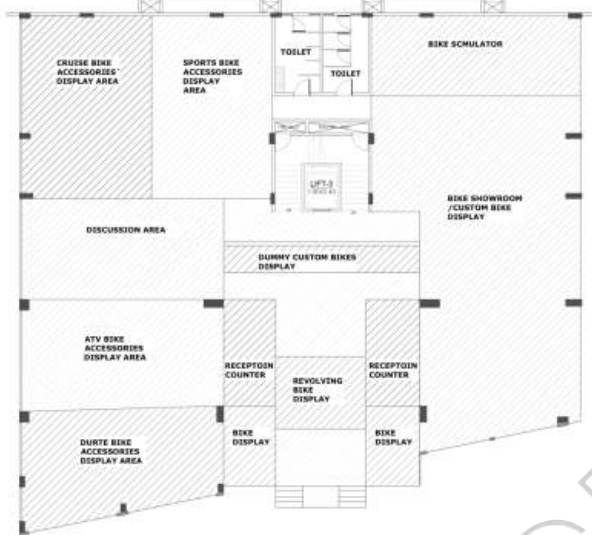 CRUISE BIKE
ACCESSORIES`
DISPLAY AREA
SPORTS BIKE
ACCESSORIES
DISPLAY
AREA
TOILET
TOILET
BIKE SCMULATOR
LIFT-3
BIKE SHOWROOM
/CUSTOM BIKE
DISPLAY
DISCUSSION AREA
DUMMY CUSTOM BIKES
DISPLAY
ATV BIKE
ACCESSORIES
DISPLAY AREA
RECEPTOIN
COUNTER
REVOLVING
BIKE
DISPLAY
RECEPTOIN
COUNTER
DURTE BIKE
ACCESSORIES
DISPLAY AREA
BIKE
DISPLAY
BIKE
DISPLAY